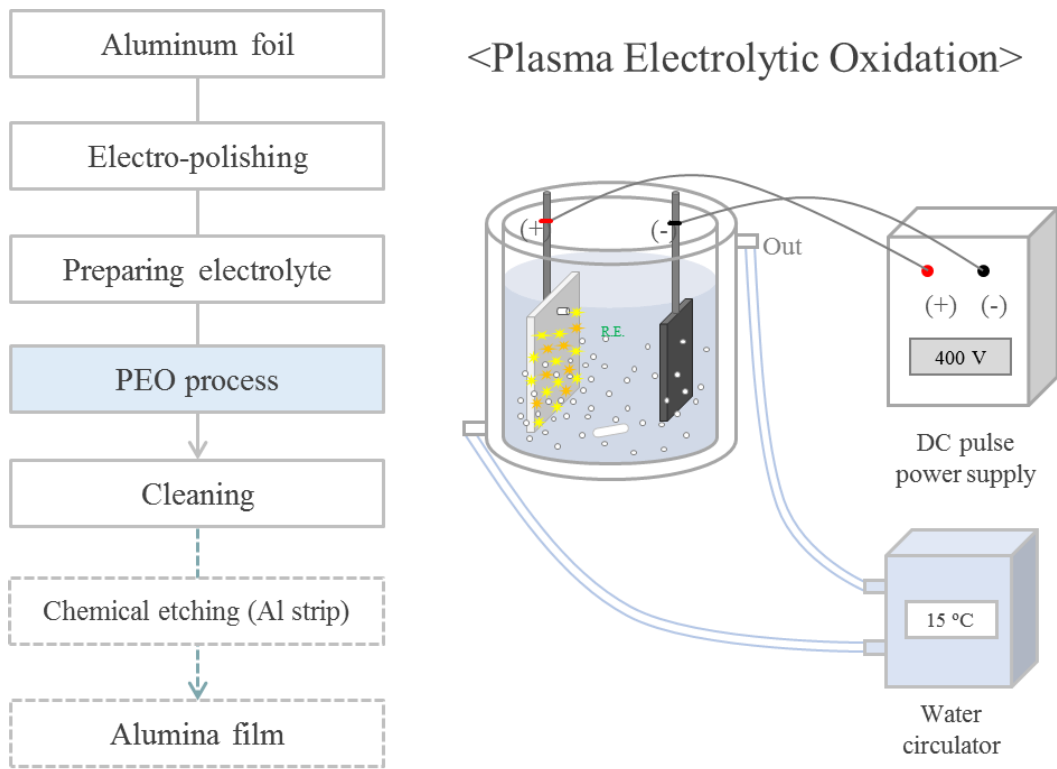 Aluminum foil
Electro-polishing
Preparing electrolyte
PEO process
Cleaning
Chemical etching (Al strip)
Alumina film
<Plasma Electrolytic Oxidation>
(+)
(-)
Out
R.E.
(+)
(-)
400 V
DC pulse
power supply
15 ºC
Water
circulator